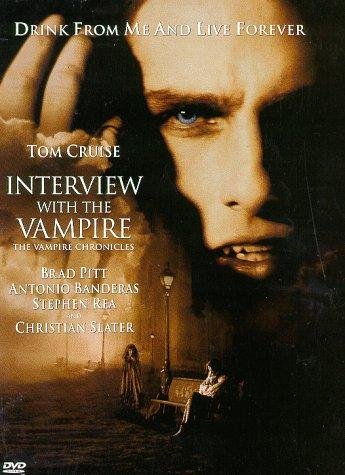 DRINK FROM ME AND LIVE FOREVER
TOM CRUISE
INTERVIEW
WITH THE
VAMPIRE
THE VAMPIRE CHRONICLES
BRAD PITT
ANTONIO BANDERAS
STEPHEN REA
AND
CHRISTIAN SLATER
DVD